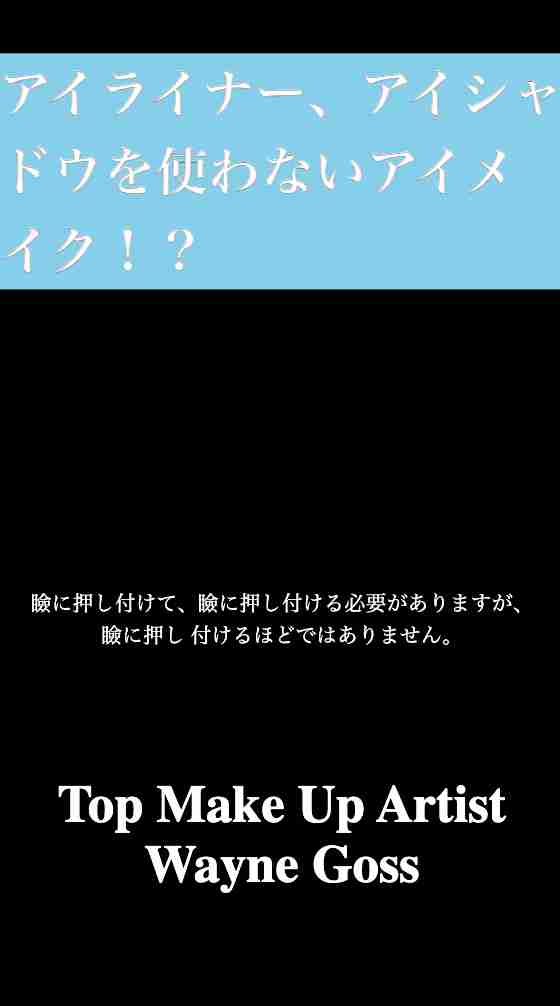 アイライナー、アイシャ
ドウを使わないアイメ
イク！？
瞼に押し付けて、瞼に押し付ける必要がありますが、
瞼に押し 付けるほどではありません。
Top Make Up Artist
Wayne Goss